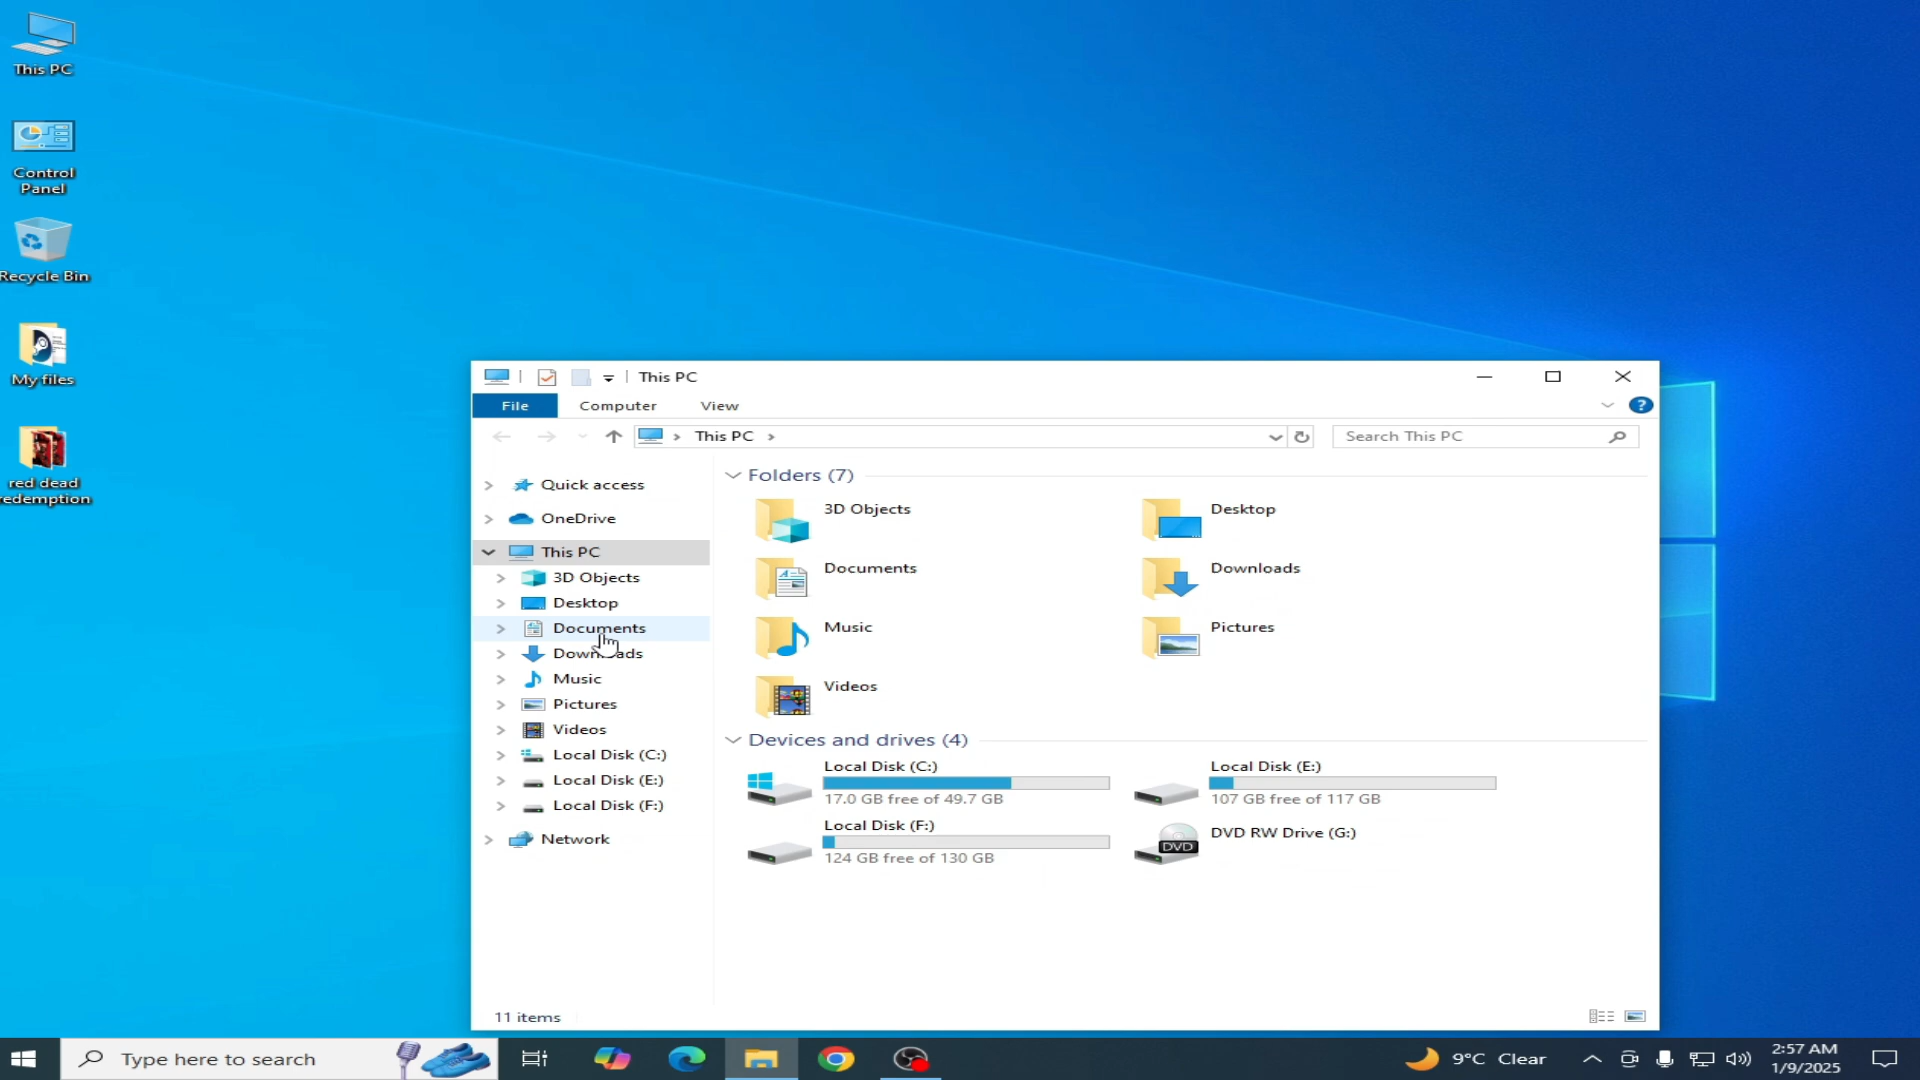 This PC
Control
Panel
Recycle Bin
My files
red dead
redemption
This PC
File
Computer
View
?
This PC
Search This PC
Quick access
OneDrive
This PC
3D Objects
Desktop
Documents
Downloads
Music
Pictures
Videos
Local Disk (C:)
Local Disk (E:)
Local Disk (F:)
Network
Folders (7)
3D Objects
Desktop
Documents
Downloads
Music
Pictures
Videos
Devices and drives (4)
Local Disk (C:)
17.0 GB free of 49.7 GB
Local Disk (E:)
107 GB free of 117 GB
Local Disk (F:)
124 GB free of 130 GB
DVD RW Drive (G:)
DVD
11 items
Type here to search
9°C Clear
2:57 AM
1/9/2025